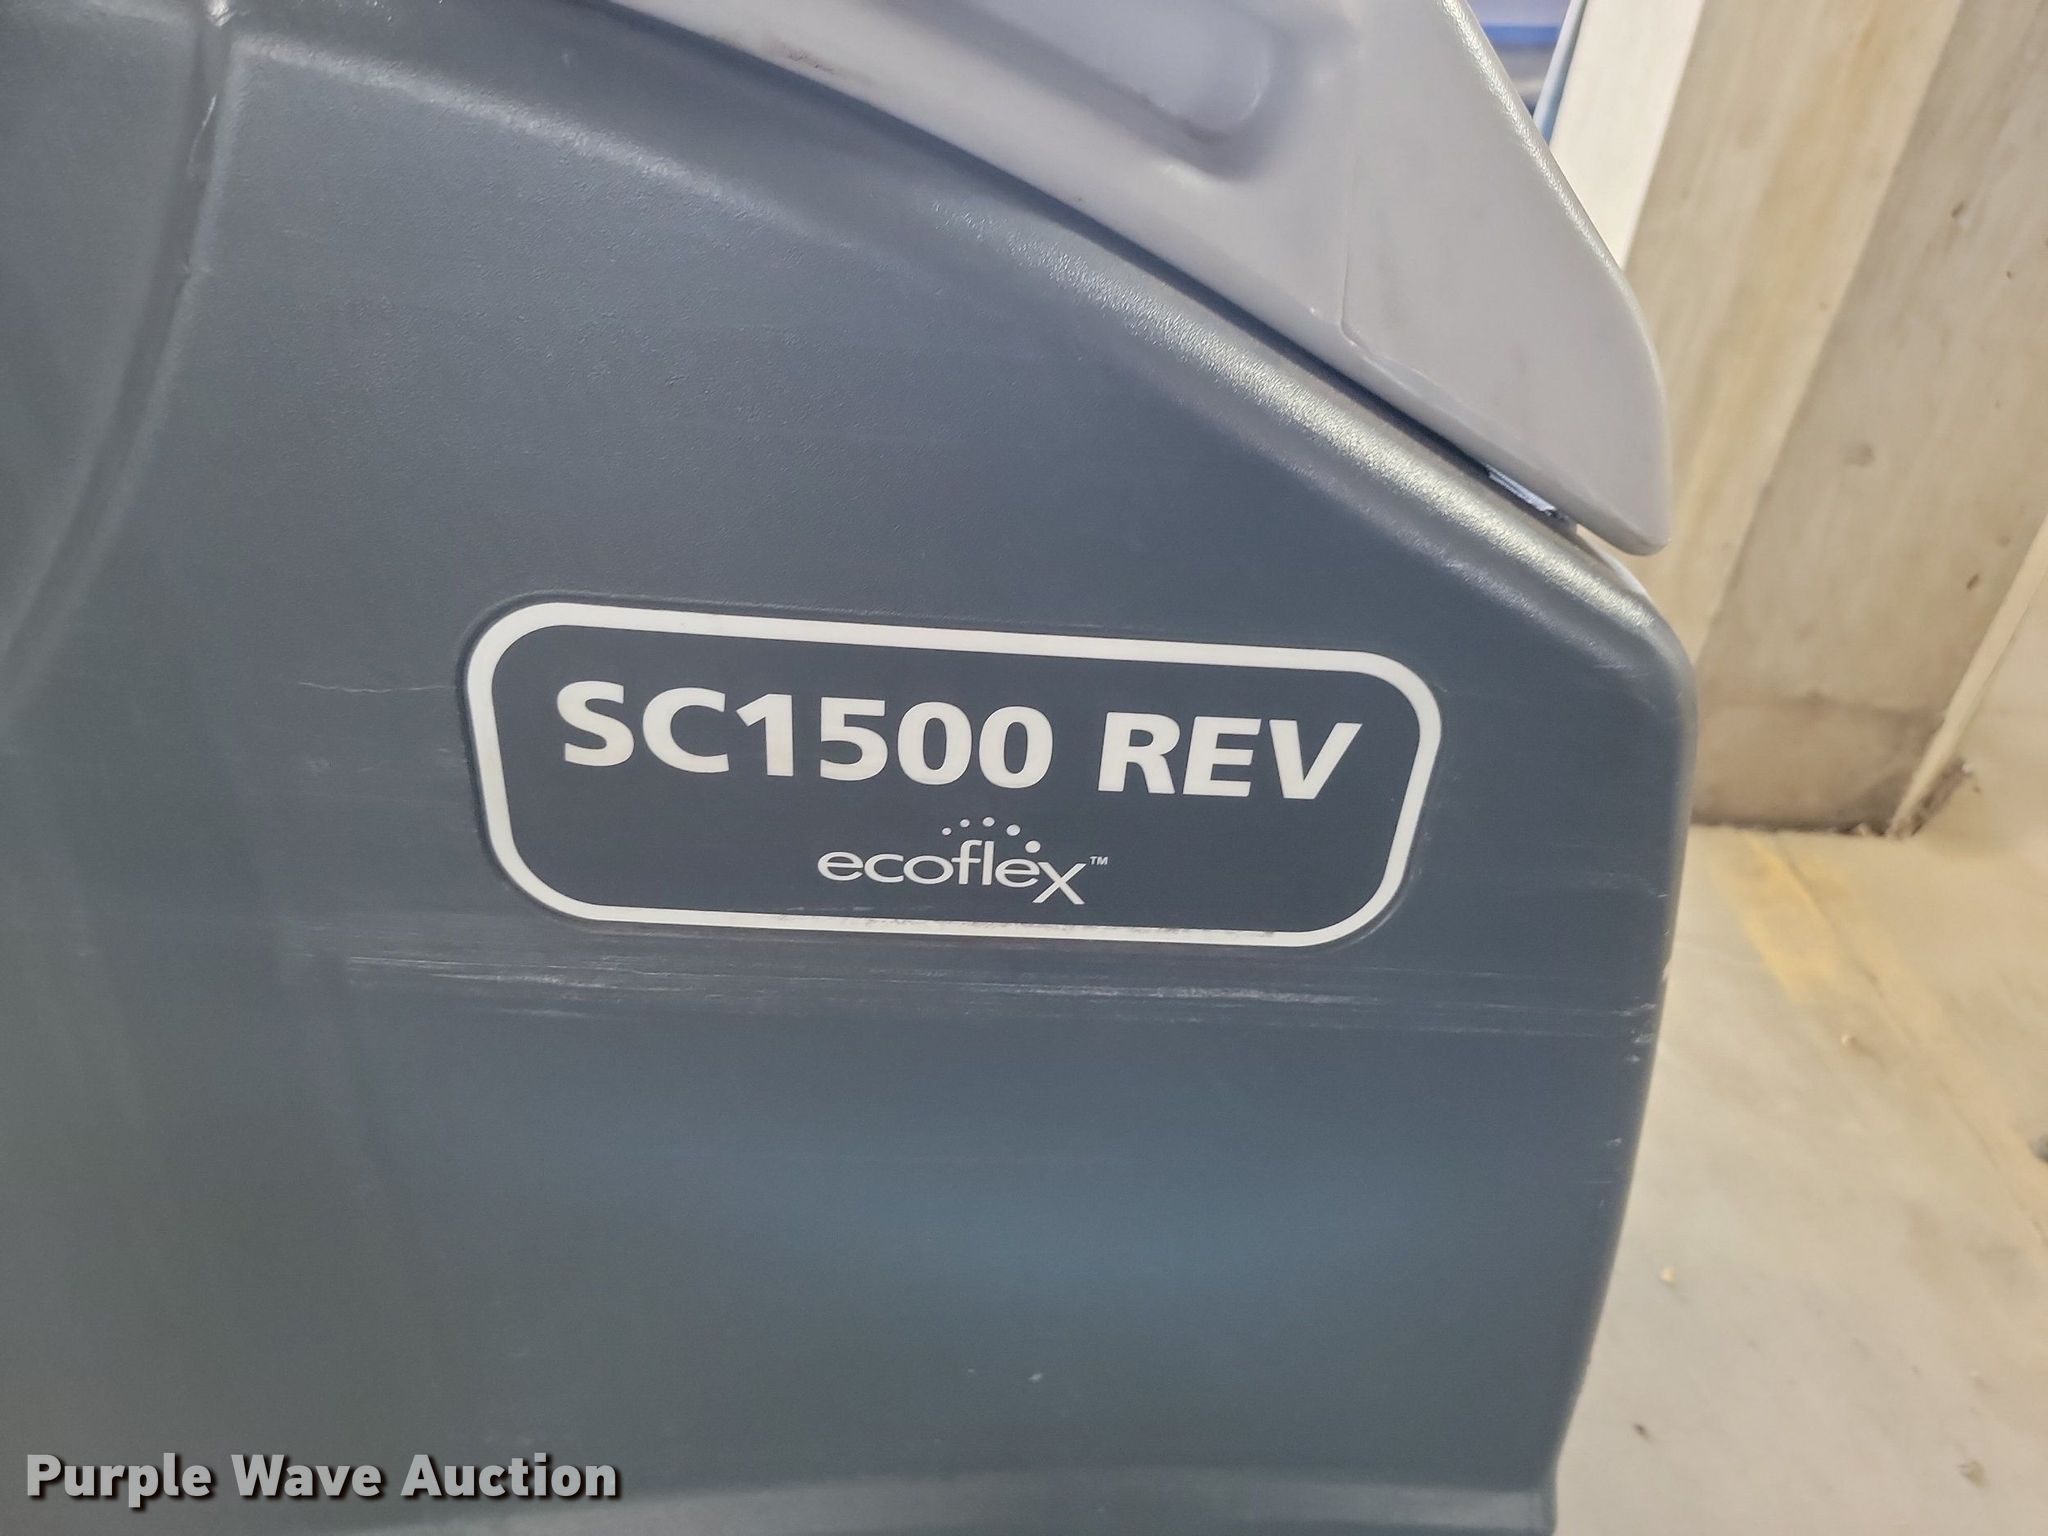 SC1500 REV
ecoflex™
Purple Wave Auction